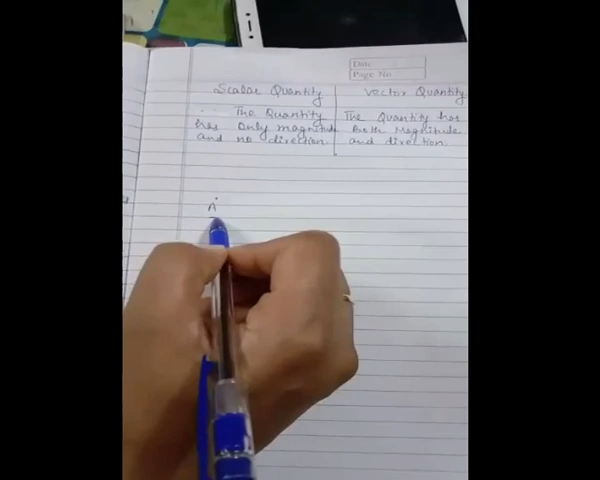 Date
Page No
Scalar Quantity
Vector Quantity
The Quantity
has only magnitude
and no direction.
The Quantity has
Both Magnitude
and direction.
A